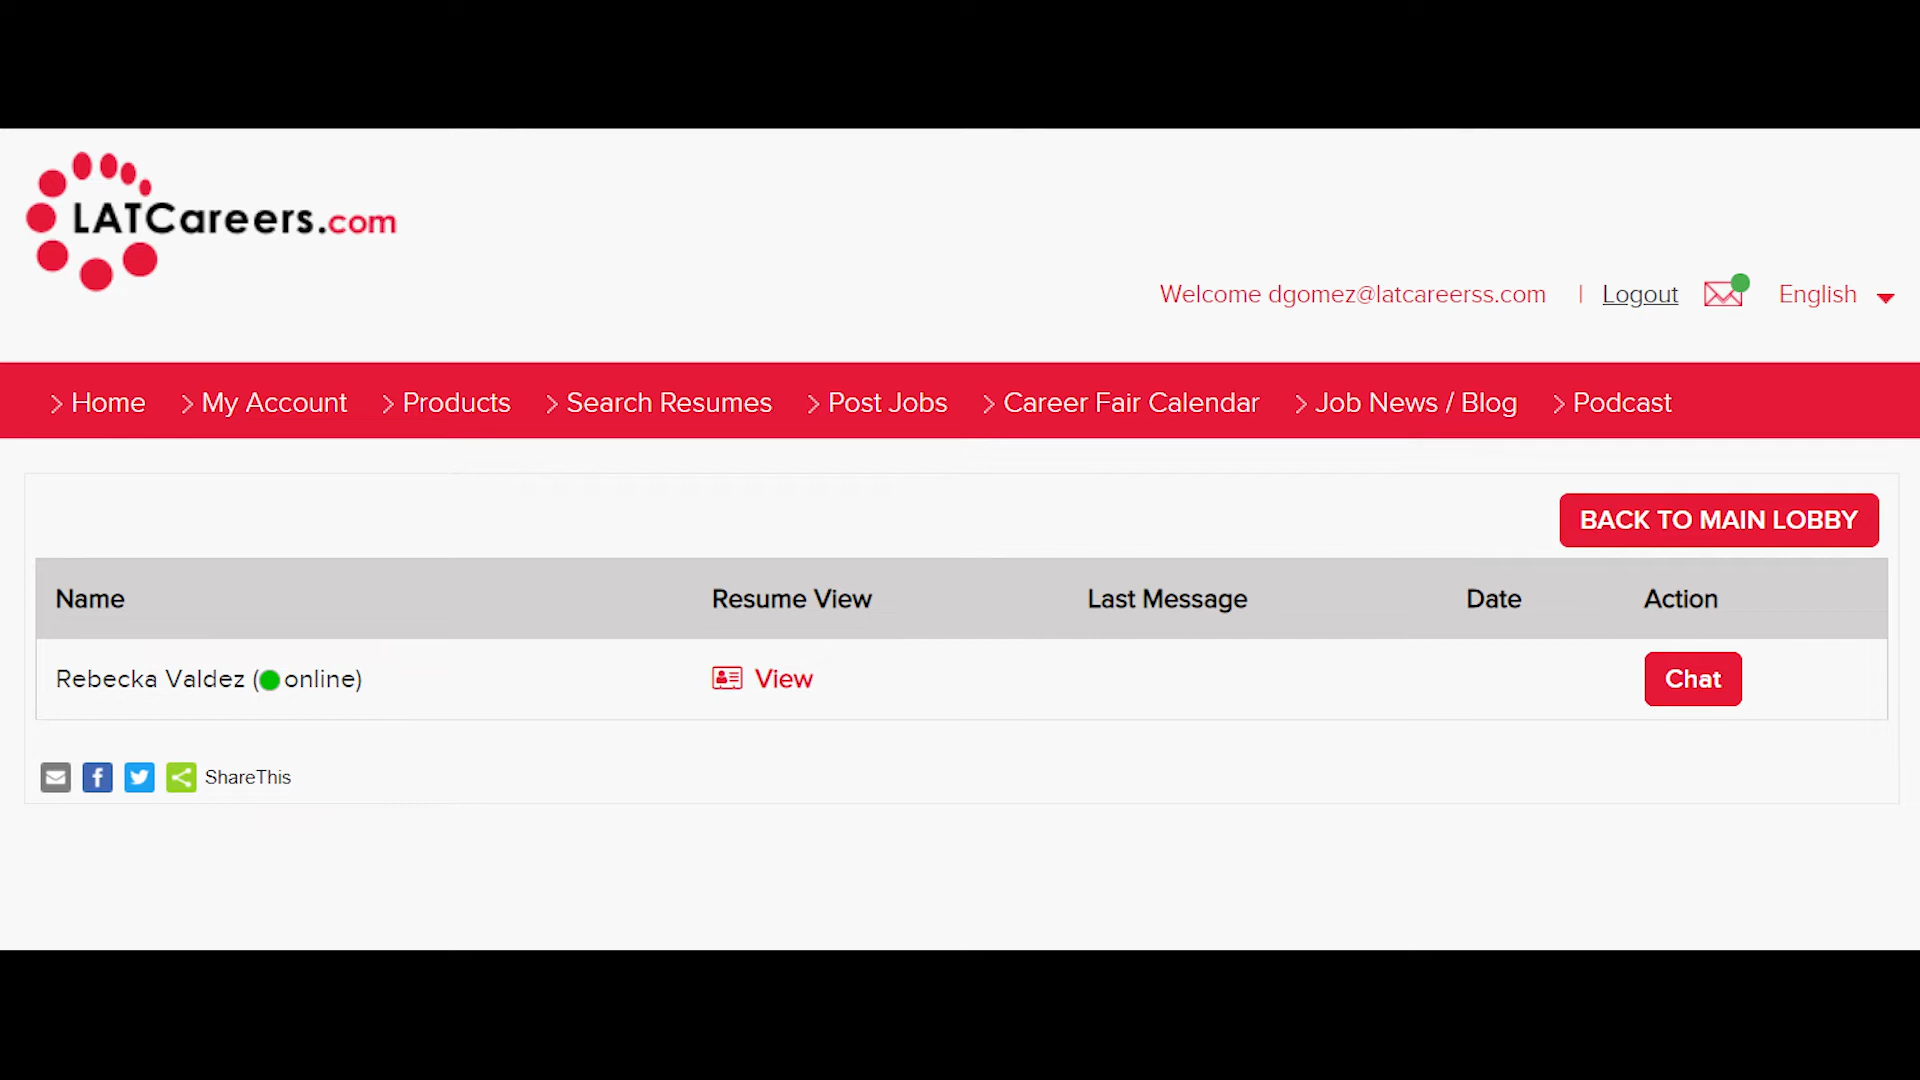 LATCareers.com
Welcome dgomez@latcareerss.com | Logout English
Home My Account Products Search Resumes Post Jobs Career Fair Calendar Job News / Blog Podcast
BACK TO MAIN LOBBY
Name Resume View Last Message Date Action
Rebecka Valdez (online) View Chat
ShareThis